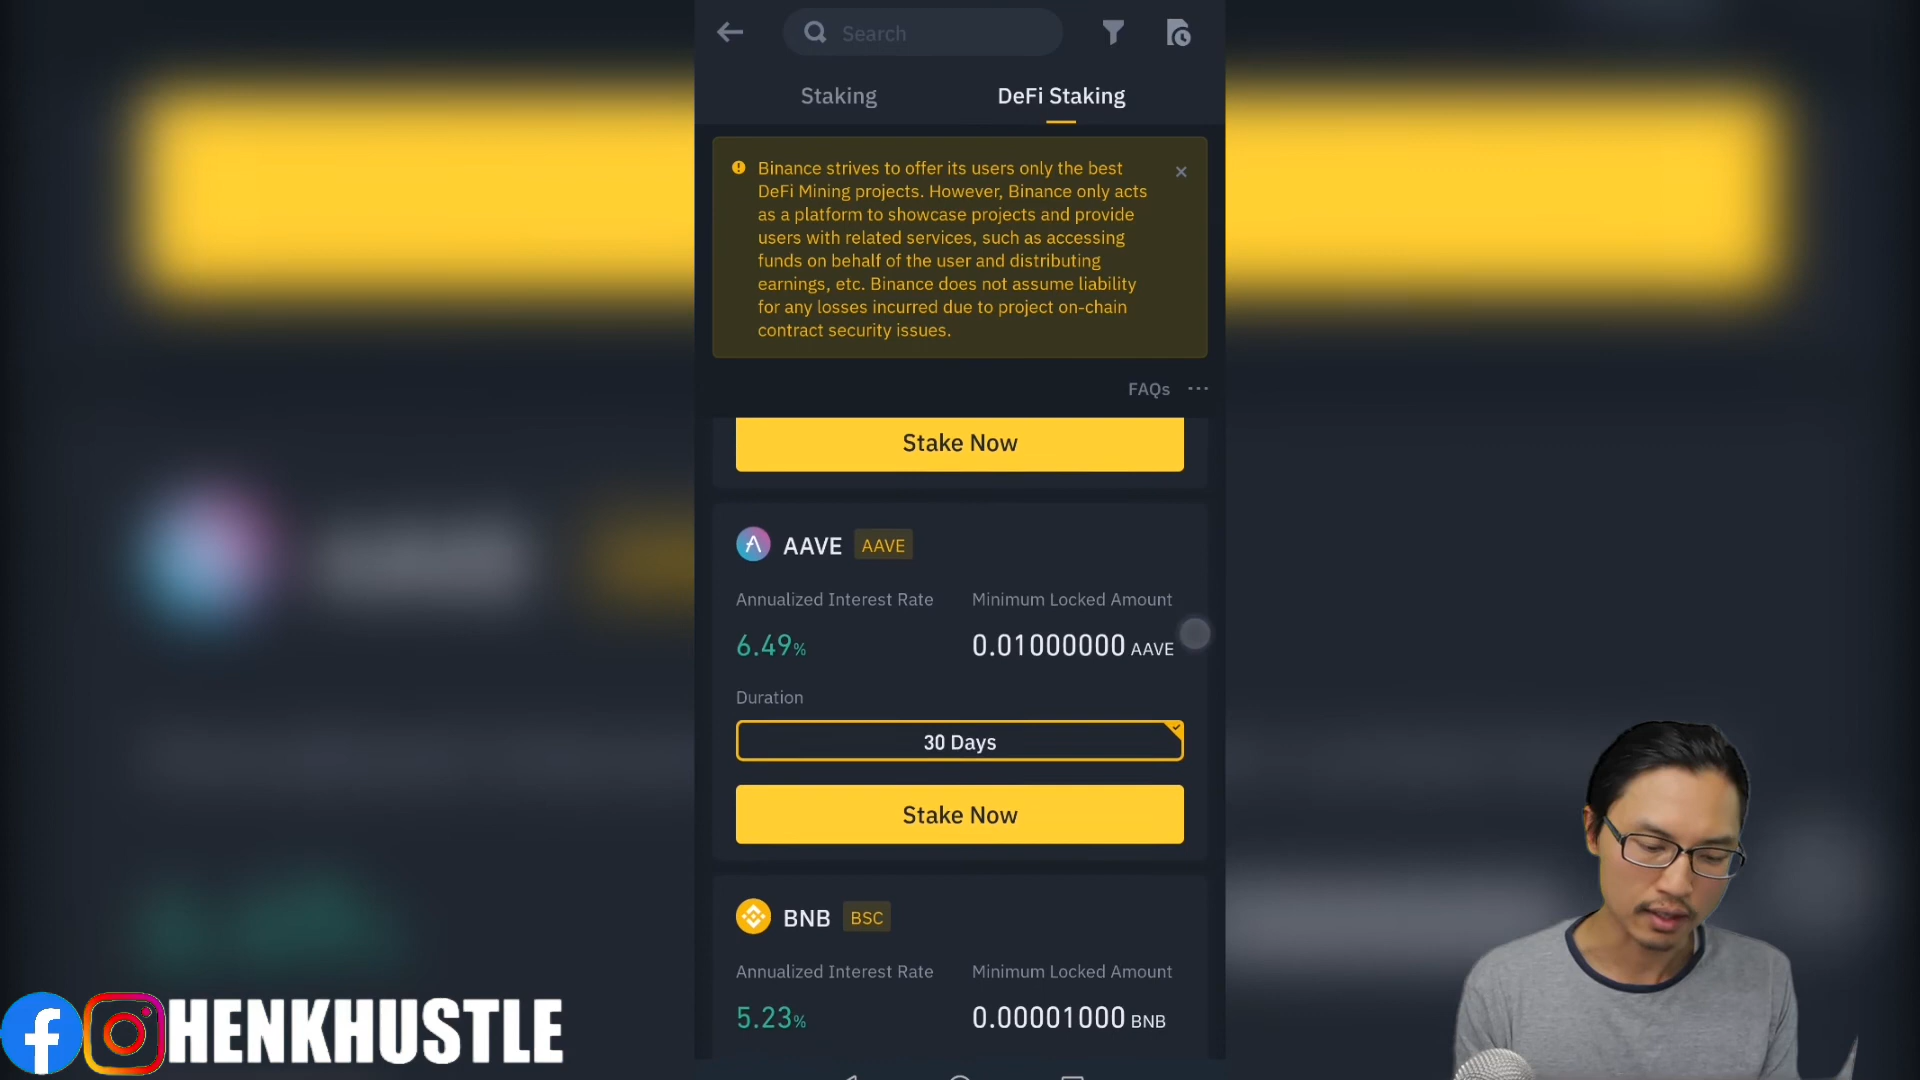 Search
Staking
DeFi Staking
Binance strives to offer its users only the best
DeFi Mining projects. However, Binance only acts
as a platform to showcase projects and provide
users with related services, such as accessing
funds on behalf of the user and distributing
earnings, etc. Binance does not assume liability
for any losses incurred due to project on-chain
contract security issues.
FAQs
Stake Now
AAVE AAVE
Annualized Interest Rate
Minimum Locked Amount
6.49%
0.01000000 AAVE
Duration
30 Days
Stake Now
BNB BSC
Annualized Interest Rate
Minimum Locked Amount
5.23%
0.00001000 BNB
HENKHUSTLE